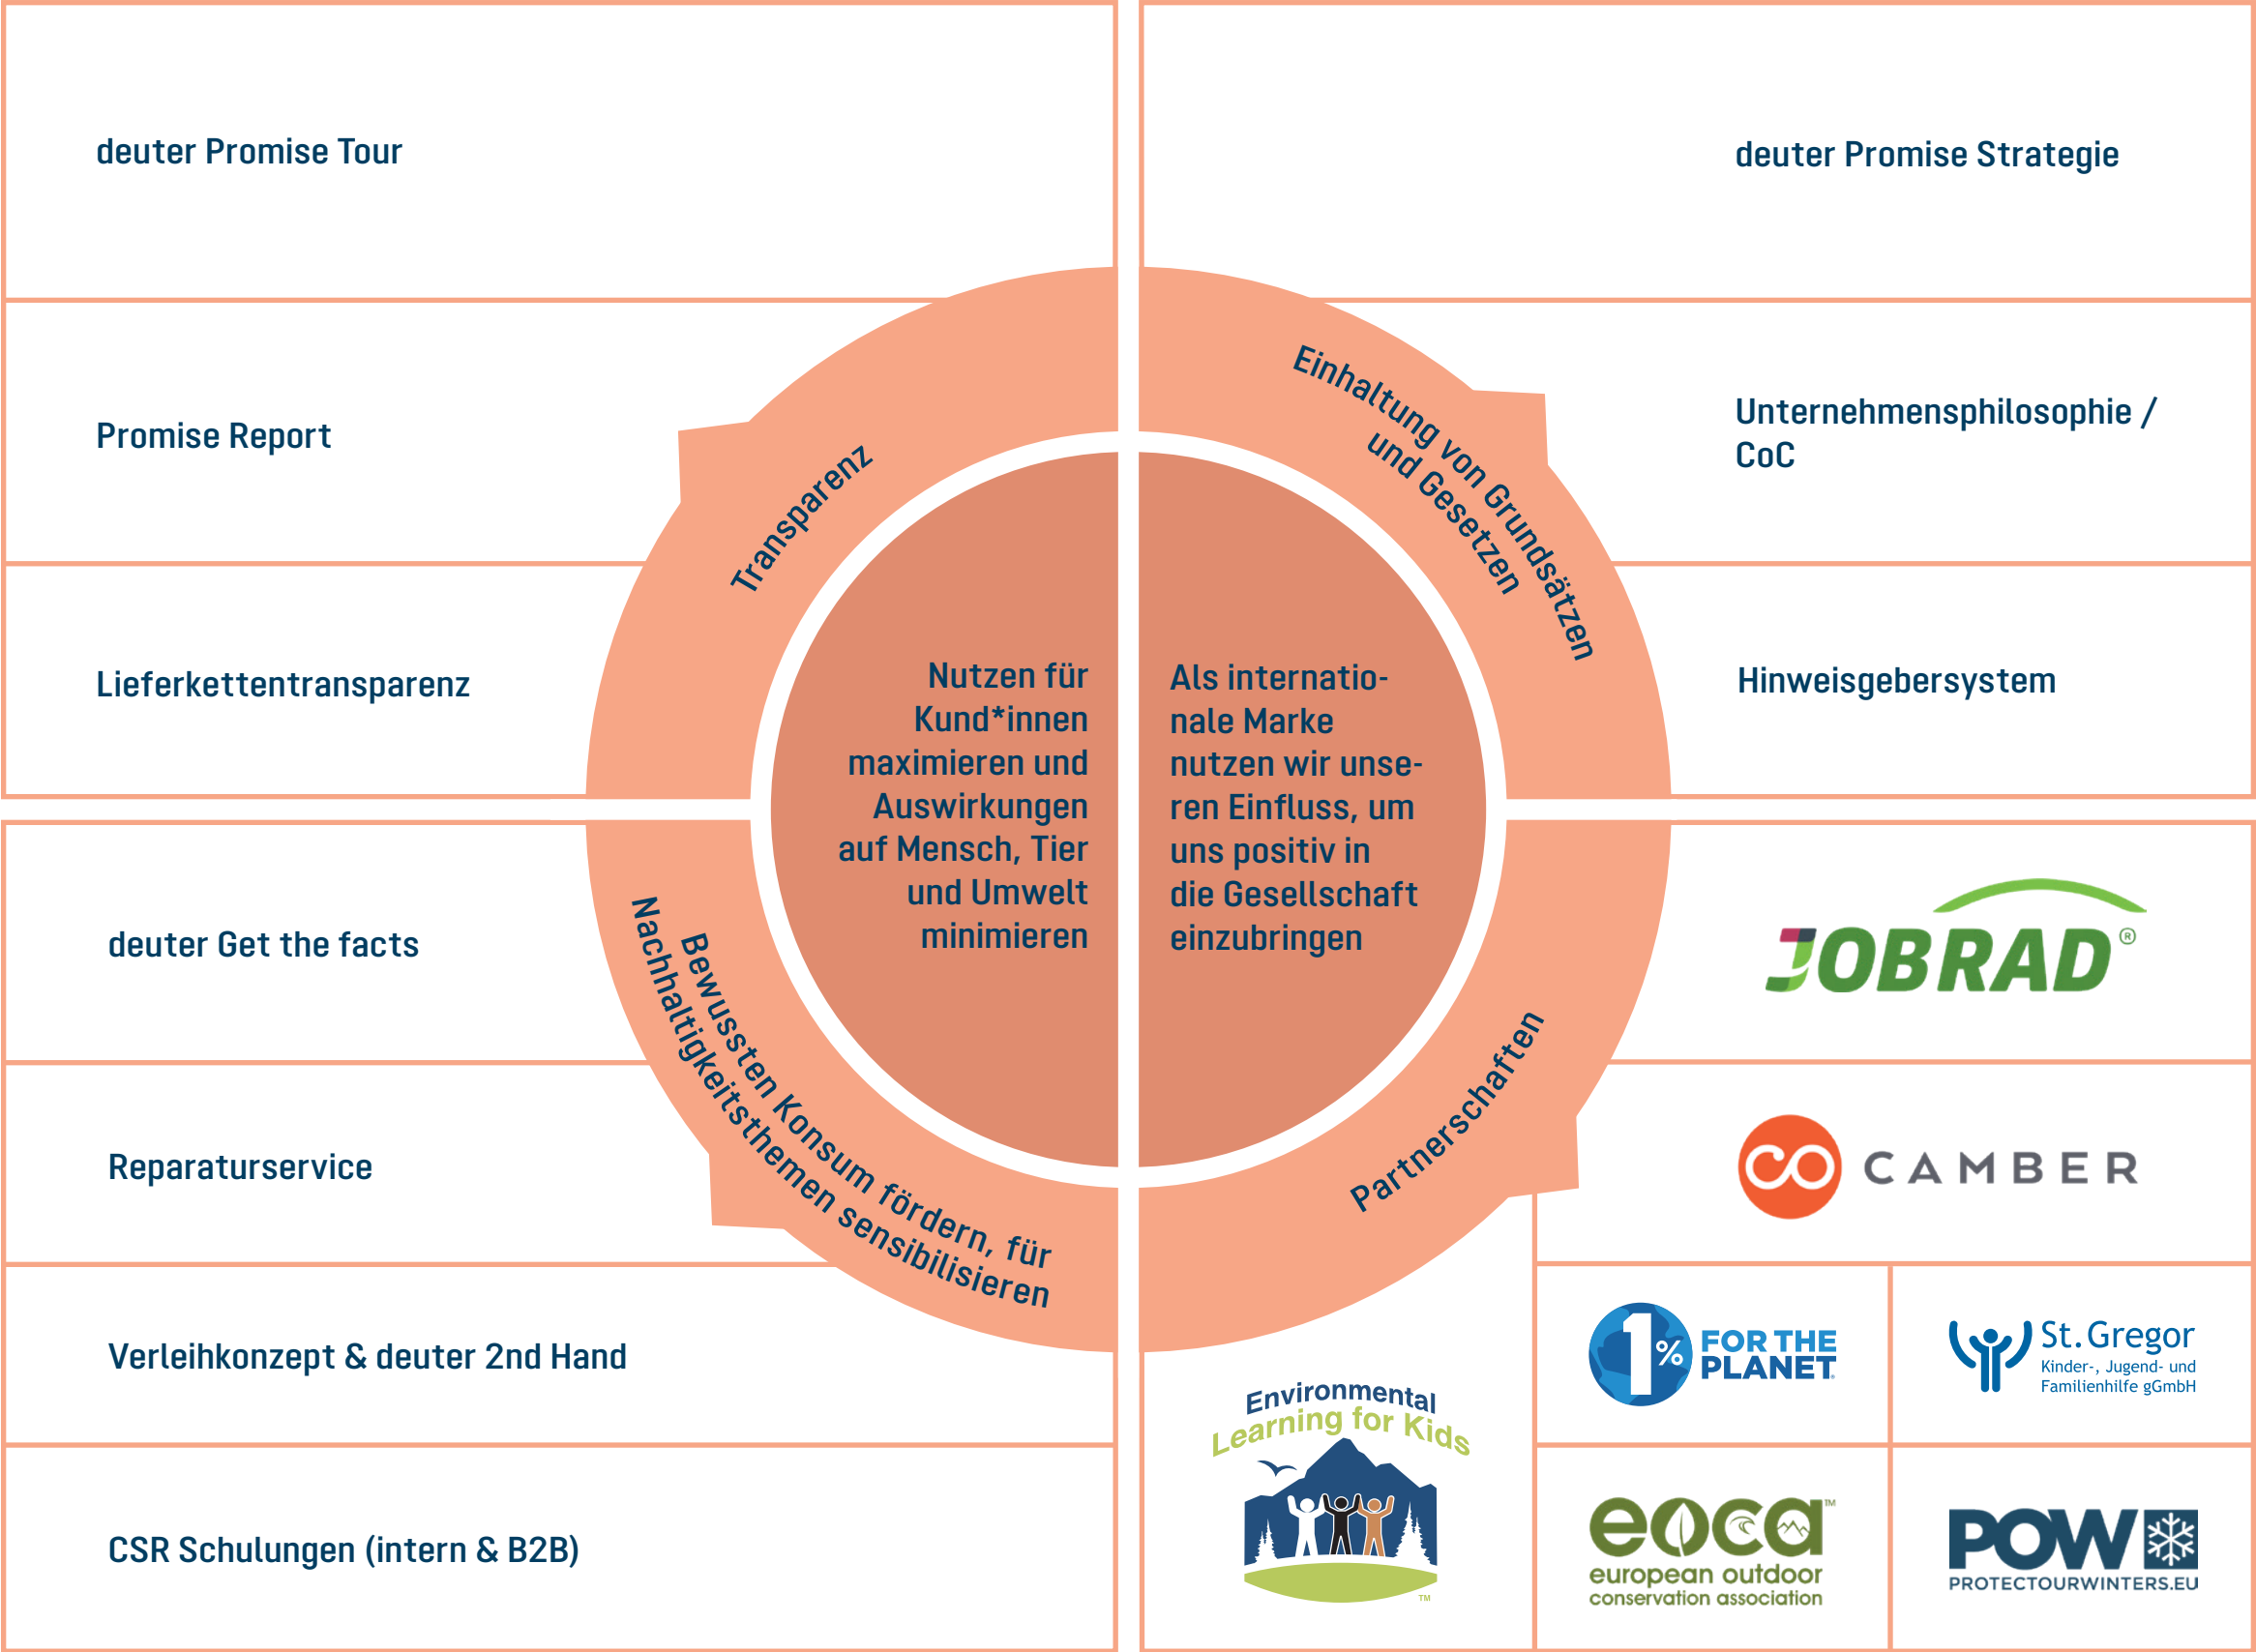 deuter Promise Tour
Promise Report
Lieferkettentransparenz
Transparenz
deuter Promise Strategie
Unternehmensphilosophie /
CoC
Hinweisgebersystem
Einhaltung von Grundsätzen
und Gesetzen
Nutzen für
Kund*innen
maximieren und
Auswirkungen
auf Mensch, Tier
und Umwelt
minimieren
Als internatio-
nale Marke
nutzen wir unse-
ren Einfluss, um
uns positiv in
die Gesellschaft
einzubringen
deuter Get the facts
Reparaturservice
Verleihkonzept & deuter 2nd Hand
CSR Schulungen (intern & B2B)
Bewussten Konsum fördern, für
Nachhaltigkeitsthemen sensibilisieren
Partnerschaften
JOBRAD®
CO CAMBER
1% FOR THE
PLANET
St. Gregor
Kinder-, Jugend- und
Familienhilfe gGmbH
Environmental
Learning for Kids
TM
eoca™
european outdoor
conservation association
POW
PROTECTOURWINTERS.EU